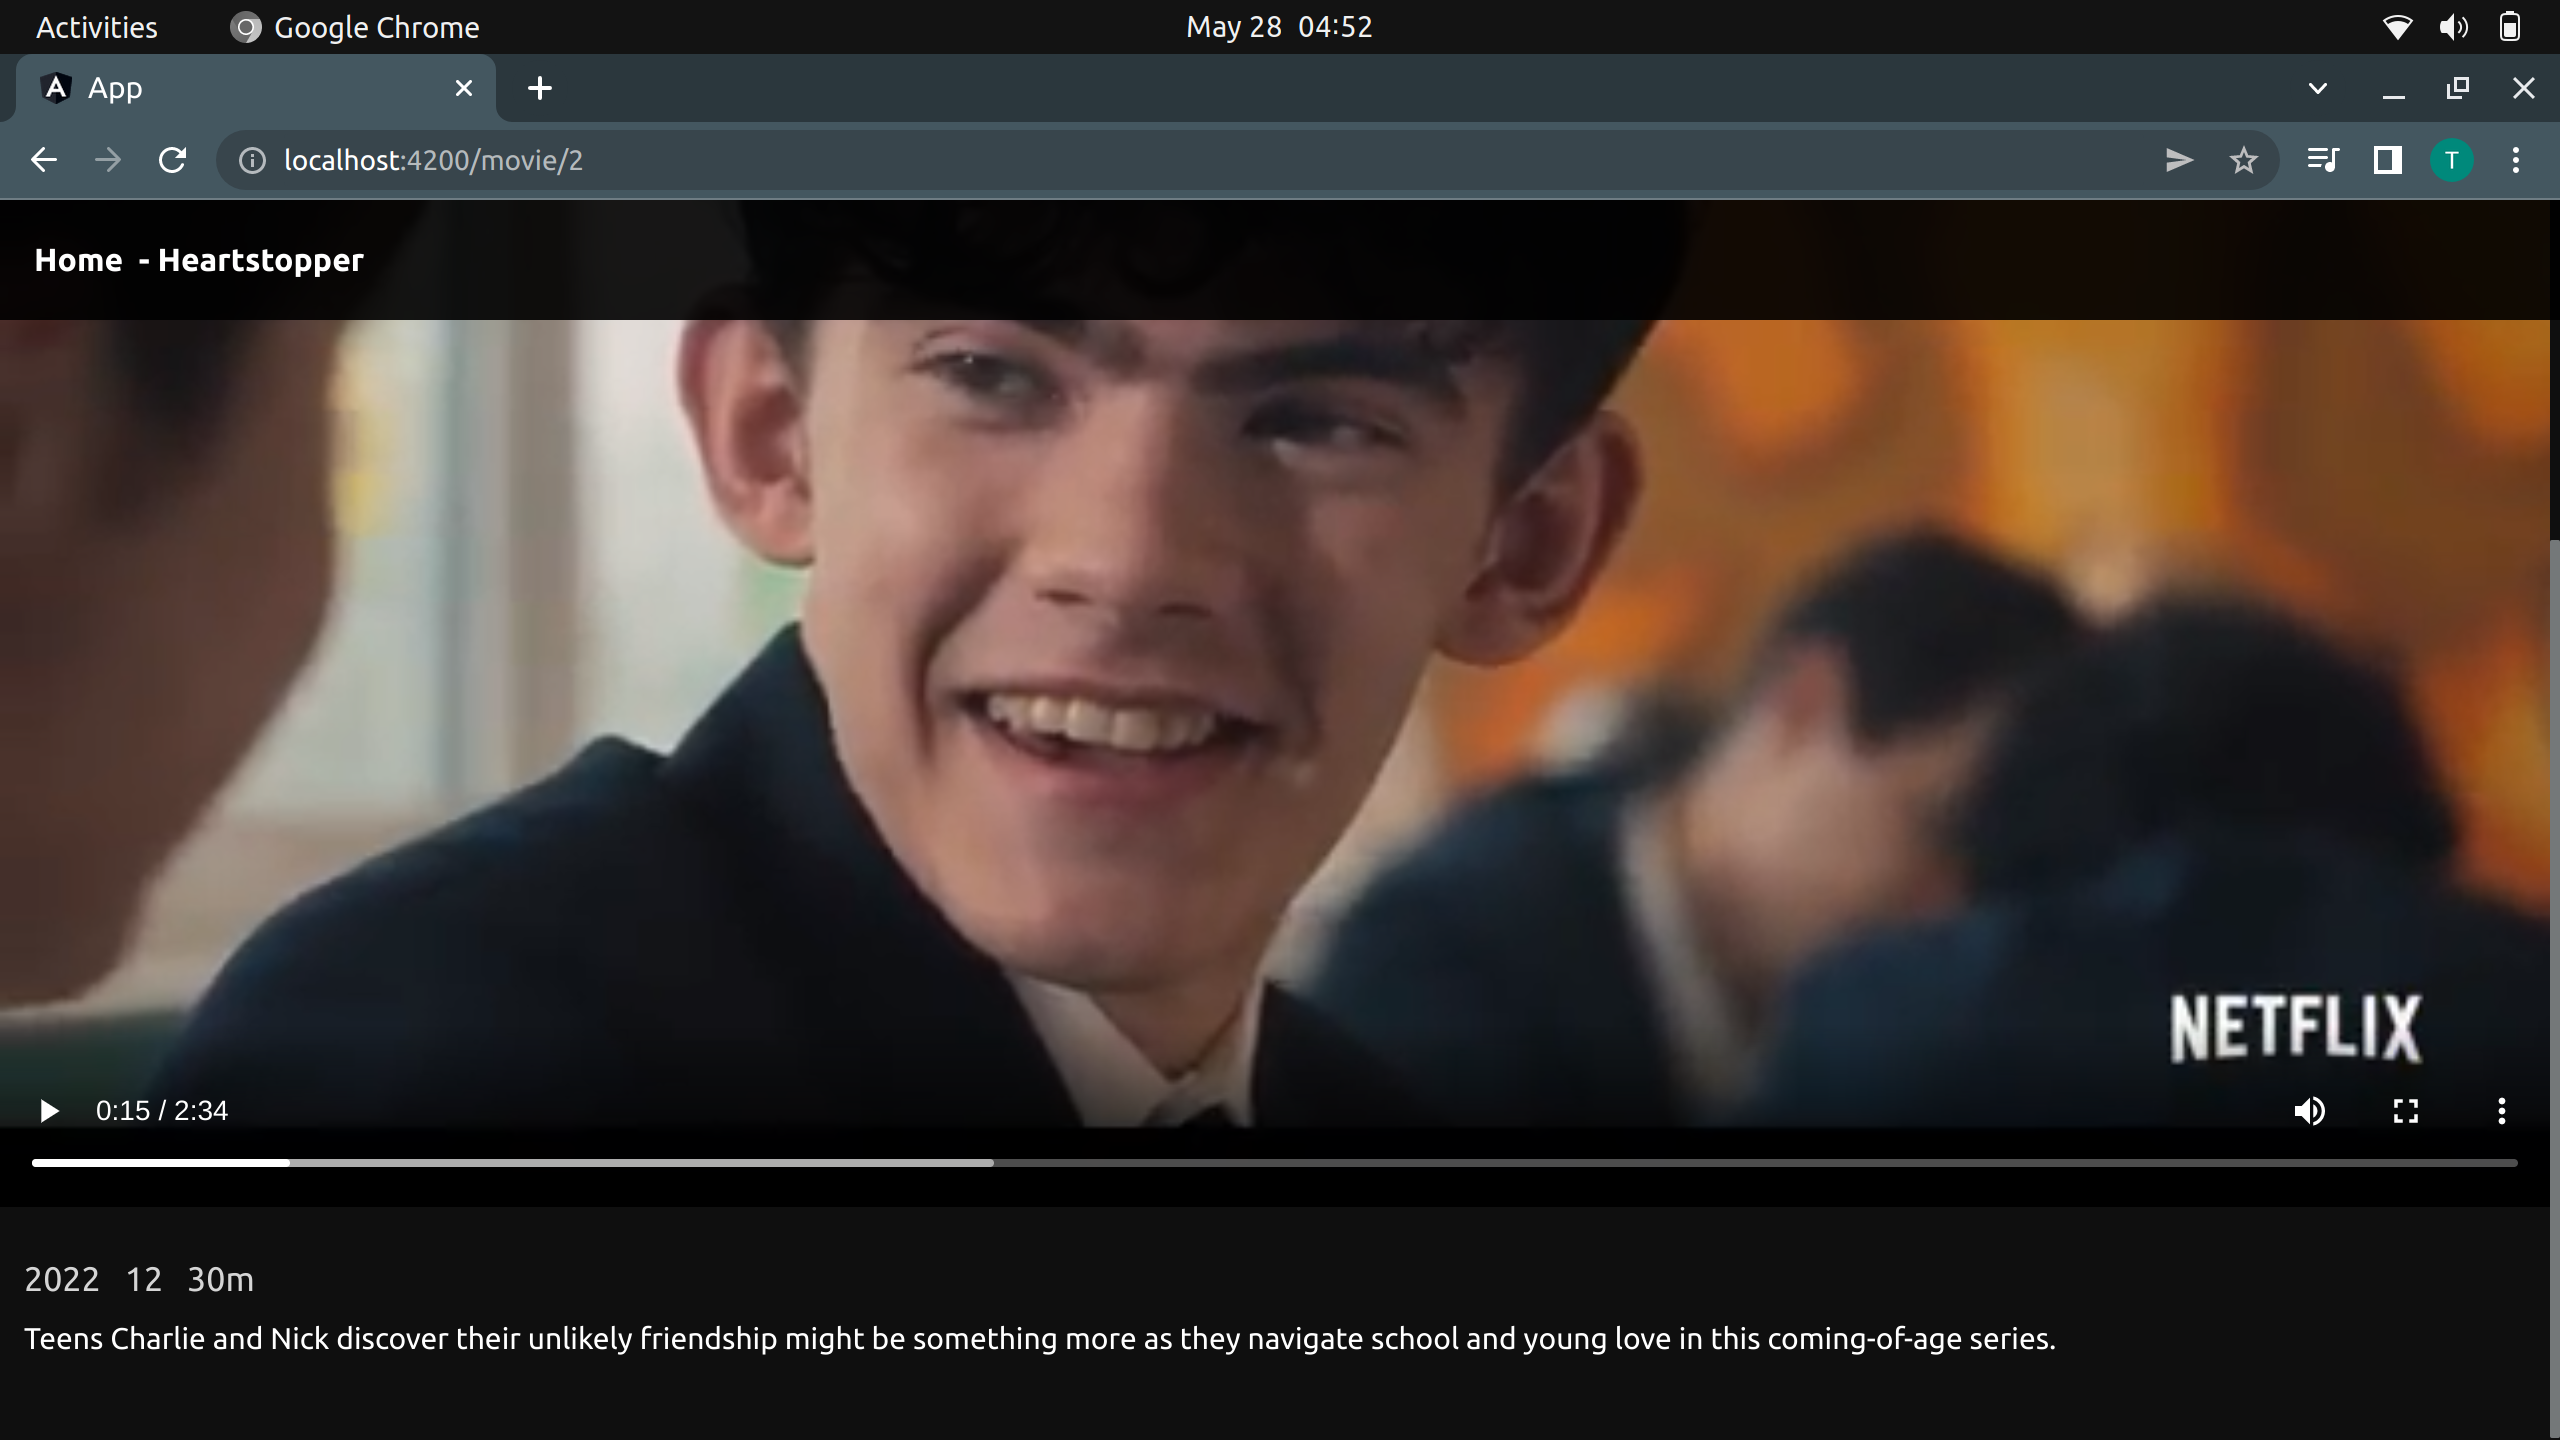 Activities Google Chrome May 28 04:52
App
localhost:4200/movie/2 T
Home - Heartstopper
NETFLIX
0:15 / 2:34
2022 12 30m
Teens Charlie and Nick discover their unlikely friendship might be something more as they navigate school and young love in this coming-of-age series.